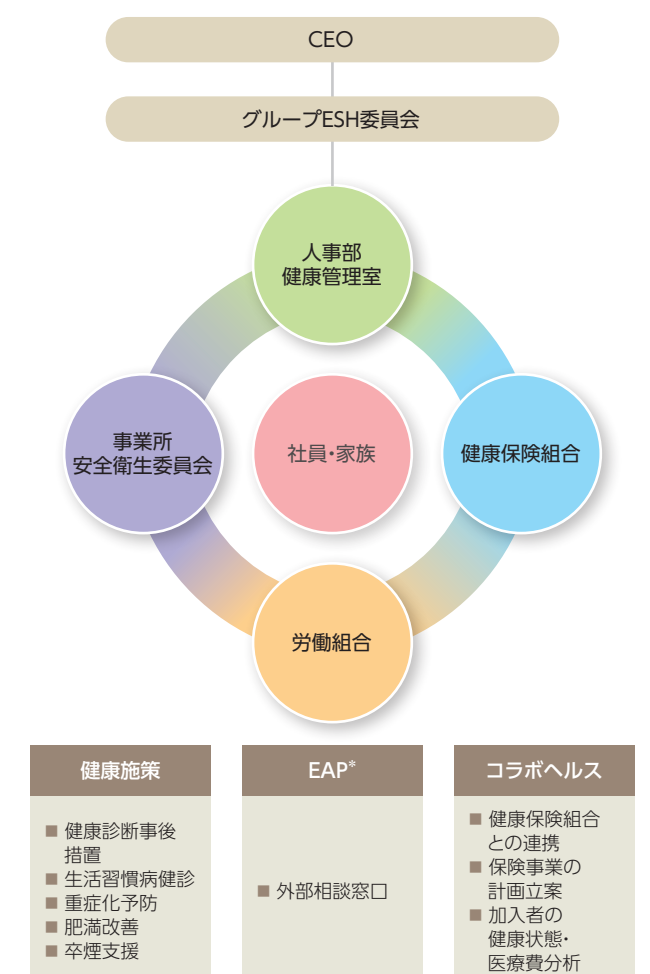 CEO
グループESH委員会
人事部
健康管理室
事業所
安全衛生委員会
社員・家族
健康保険組合
労働組合
健康施策
■ 健康診断事後
措置
■ 生活習慣病健診
■ 重症化予防
■ 肥満改善
■ 卒煙支援
EAP*
■ 外部相談窓口
コラボヘルス
■ 健康保険組合
との連携
■ 保険事業の
計画立案
■ 加入者の
健康状態・
医療費分析